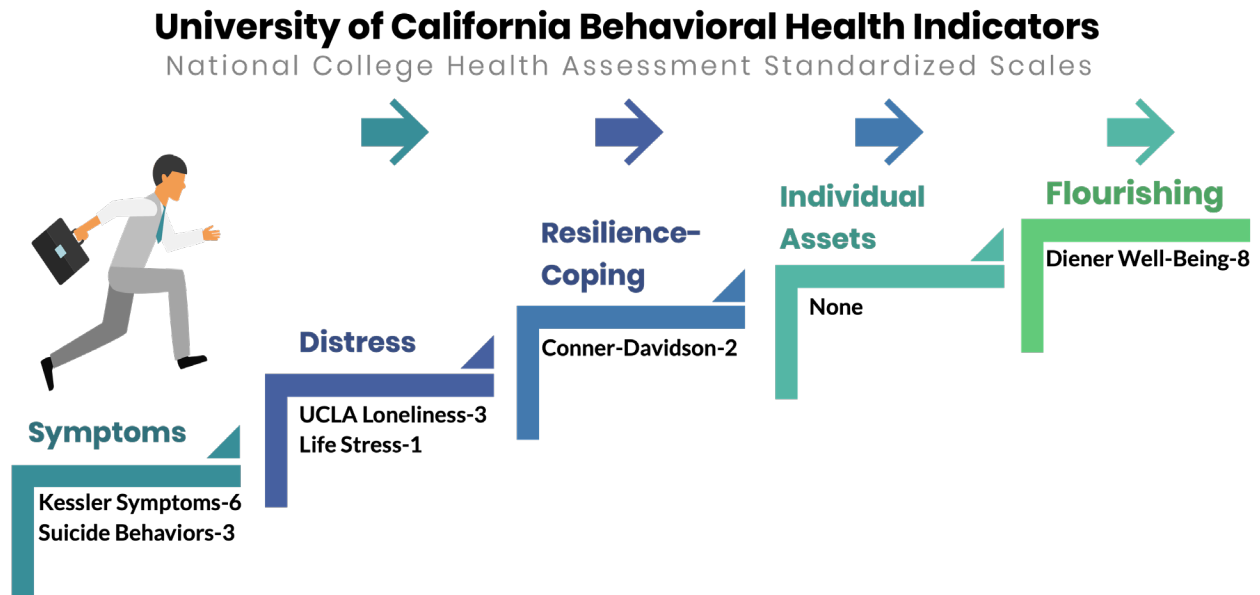 University of California Behavioral Health Indicators
National College Health Assessment Standardized Scales
Symptoms
Kessler Symptoms-6
Suicide Behaviors-3
Distress
UCLA Loneliness-3
Life Stress-1
Resilience-
Coping
Conner-Davidson-2
Individual
Assets
None
Flourishing
Diener Well-Being-8